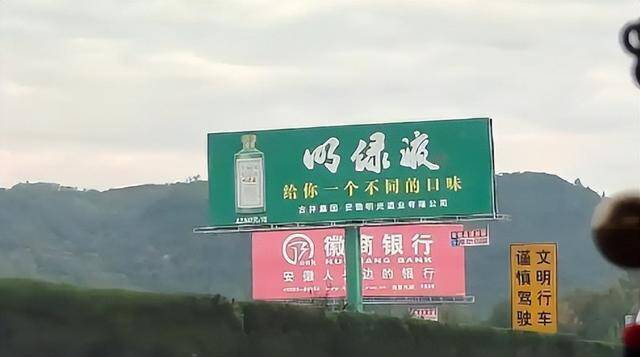 明绿液
给你一个不同的口味
古井集团 安徽明光酒业有限公司
徽商银行
HUISHANG BANK
安徽人身边的银行
文明行车
谨慎驾驶